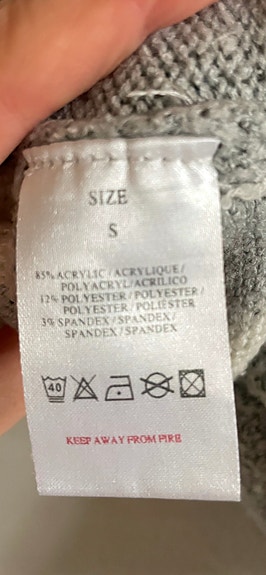 SIZE
S
85% ACRYLIC/ACRYLIQUE/
POLYACRYL/ACRILICO
12% POLYESTER/POLYESTER/
POLYESTER/POLIESTER
3% SPANDEX/SPANDEX/
SPANDEX/SPANDEX
40
KEEP AWAY FROM FIRE